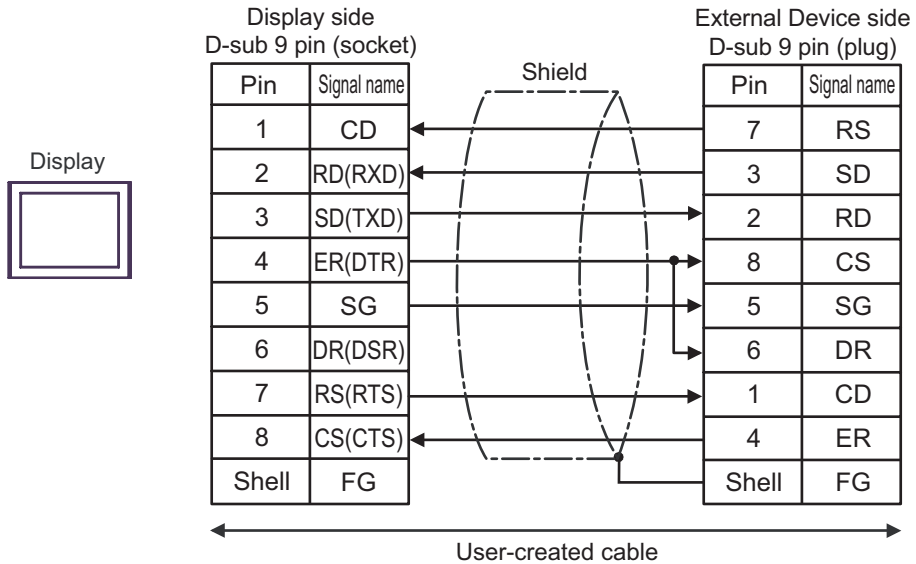 Display side
D-sub 9 pin (socket)
External Device side
D-sub 9 pin (plug)
Shield
Display
Pin Signal name Pin Signal name
1 CD 7 RS
2 RD(RXD) 3 SD
3 SD(TXD) 2 RD
4 ER(DTR) 8 CS
5 SG 5 SG
6 DR(DSR) 6 DR
7 RS(RTS) 1 CD
8 CS(CTS) 4 ER
Shell FG Shell FG
User-created cable